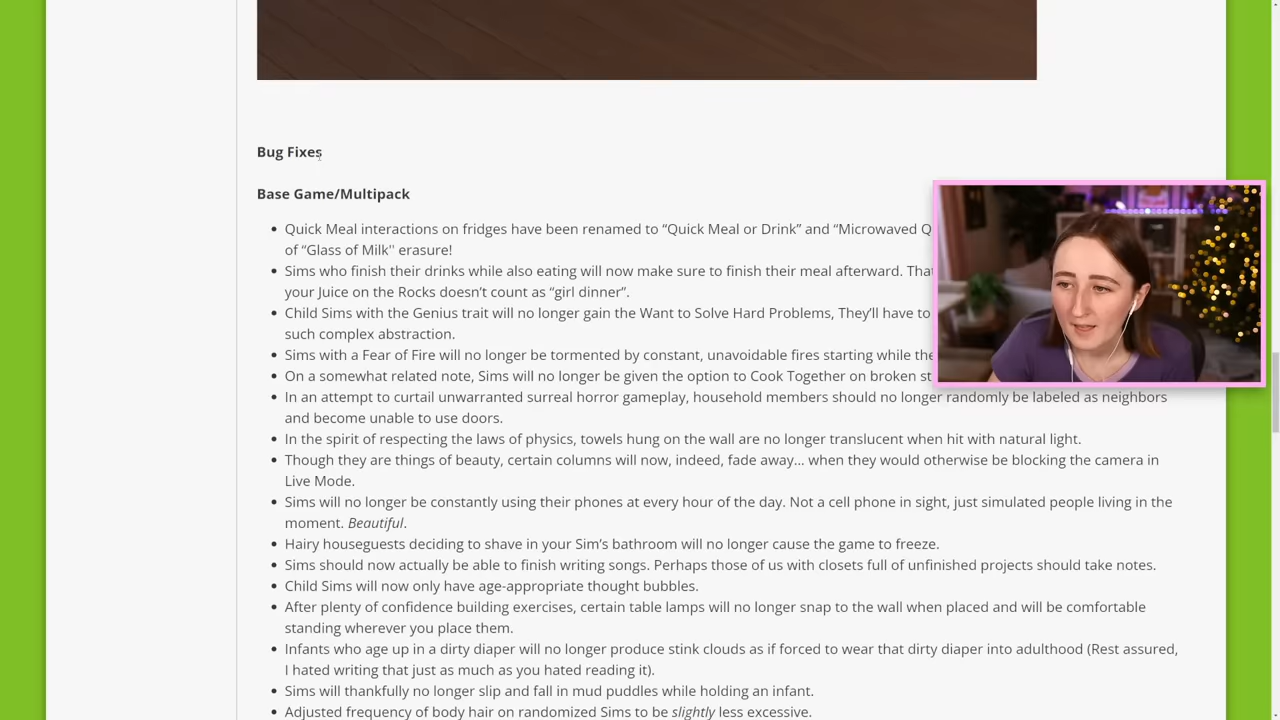 Bug Fixes
Base Game/Multipack
Quick Meal interactions on fridges have been renamed to “Quick Meal or Drink” and “Microwaved Q
of “Glass of Milk'' erasure!
Sims who finish their drinks while also eating will now make sure to finish their meal afterward. That
your Juice on the Rocks doesn’t count as “girl dinner”.
Child Sims with the Genius trait will no longer gain the Want to Solve Hard Problems, They’ll have to
such complex abstraction.
Sims with a Fear of Fire will no longer be tormented by constant, unavoidable fires starting while the
On a somewhat related note, Sims will no longer be given the option to Cook Together on broken st
In an attempt to curtail unwarranted surreal horror gameplay, household members should no longer randomly be labeled as neighbors
and become unable to use doors.
In the spirit of respecting the laws of physics, towels hung on the wall are no longer translucent when hit with natural light.
Though they are things of beauty, certain columns will now, indeed, fade away… when they would otherwise be blocking the camera in
Live Mode.
Sims will no longer be constantly using their phones at every hour of the day. Not a cell phone in sight, just simulated people living in the
moment. Beautiful.
Hairy houseguests deciding to shave in your Sim’s bathroom will no longer cause the game to freeze.
Sims should now actually be able to finish writing songs. Perhaps those of us with closets full of unfinished projects should take notes.
Child Sims will now only have age-appropriate thought bubbles.
After plenty of confidence building exercises, certain table lamps will no longer snap to the wall when placed and will be comfortable
standing wherever you place them.
Infants who age up in a dirty diaper will no longer produce stink clouds as if forced to wear that dirty diaper into adulthood (Rest assured,
I hated writing that just as much as you hated reading it).
Sims will thankfully no longer slip and fall in mud puddles while holding an infant.
Adjusted frequency of body hair on randomized Sims to be slightly less excessive.